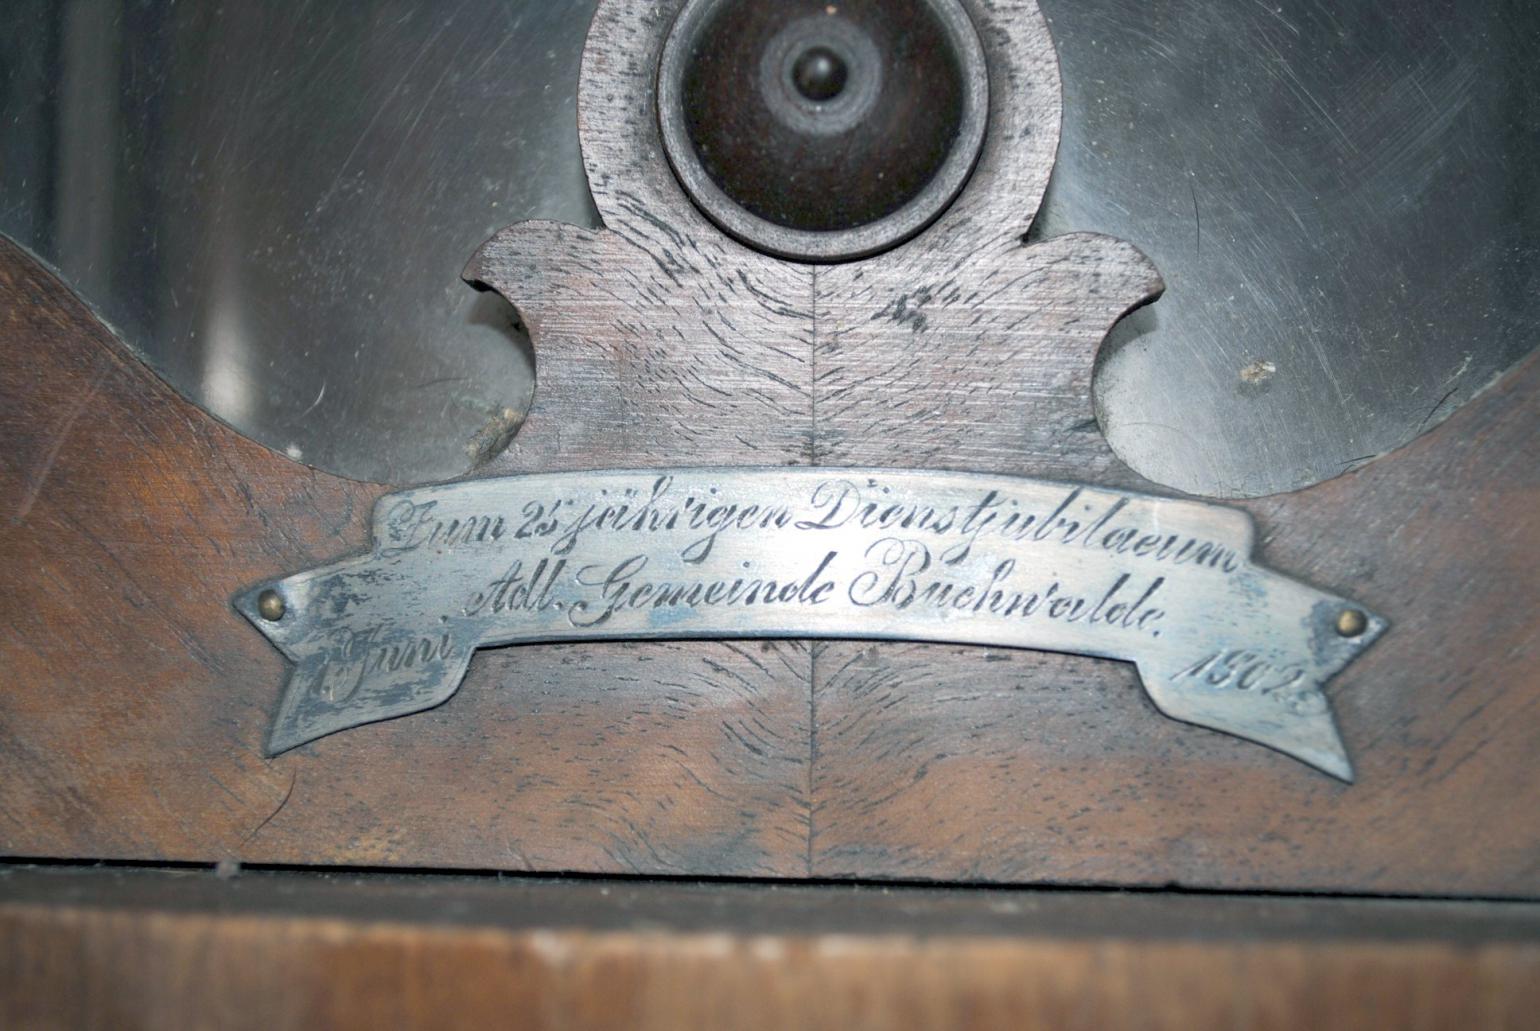 Zum 25 jährigen Dienstjubilaeum
Adl. Gemeinde Buchwalde.
Juni 1902